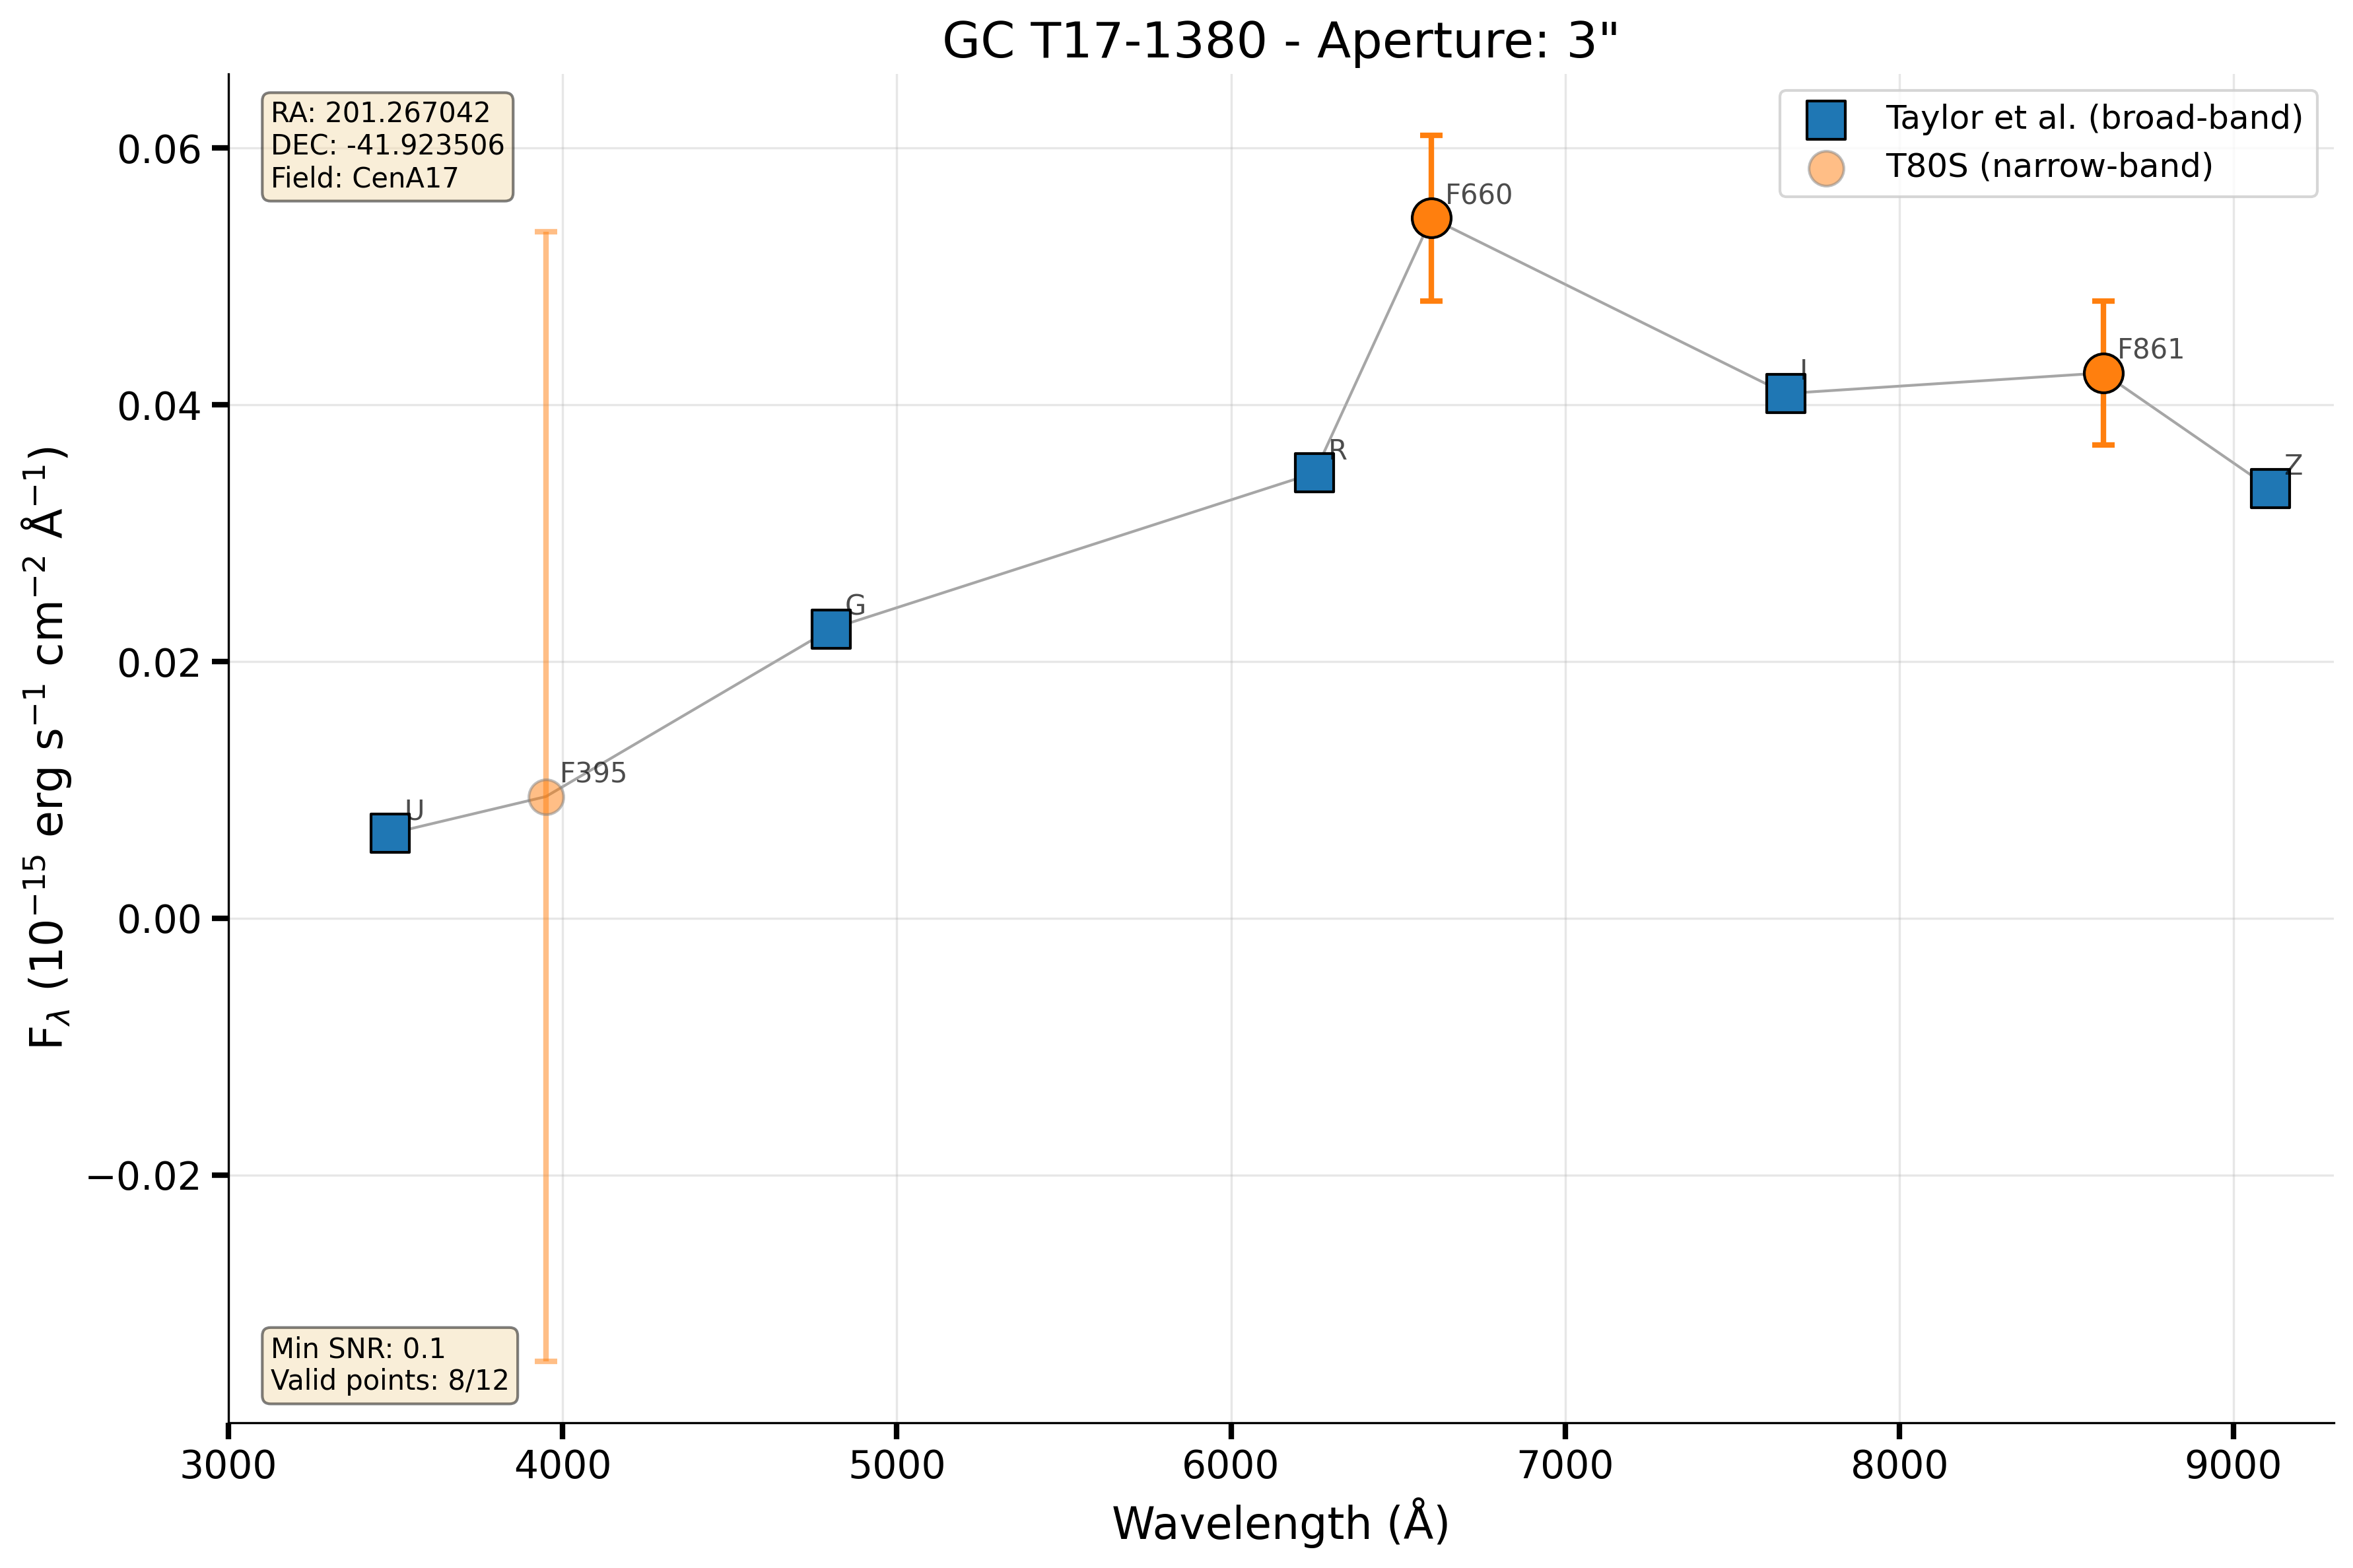 GC T17-1380 - Aperture: 3"
RA: 201.267042
DEC: -41.923506
Field: CenA17
Taylor et al. (broad-band)
T80S (narrow-band)
F660
F861
I
R
Z
G
F395
U
Min SNR: 0.1
Valid points: 8/12
0.06
0.04
0.02
0.00
−0.02
F_λ (10⁻¹⁵ erg s⁻¹ cm⁻² Å⁻¹)
3000 4000 5000 6000 7000 8000 9000
Wavelength (Å)